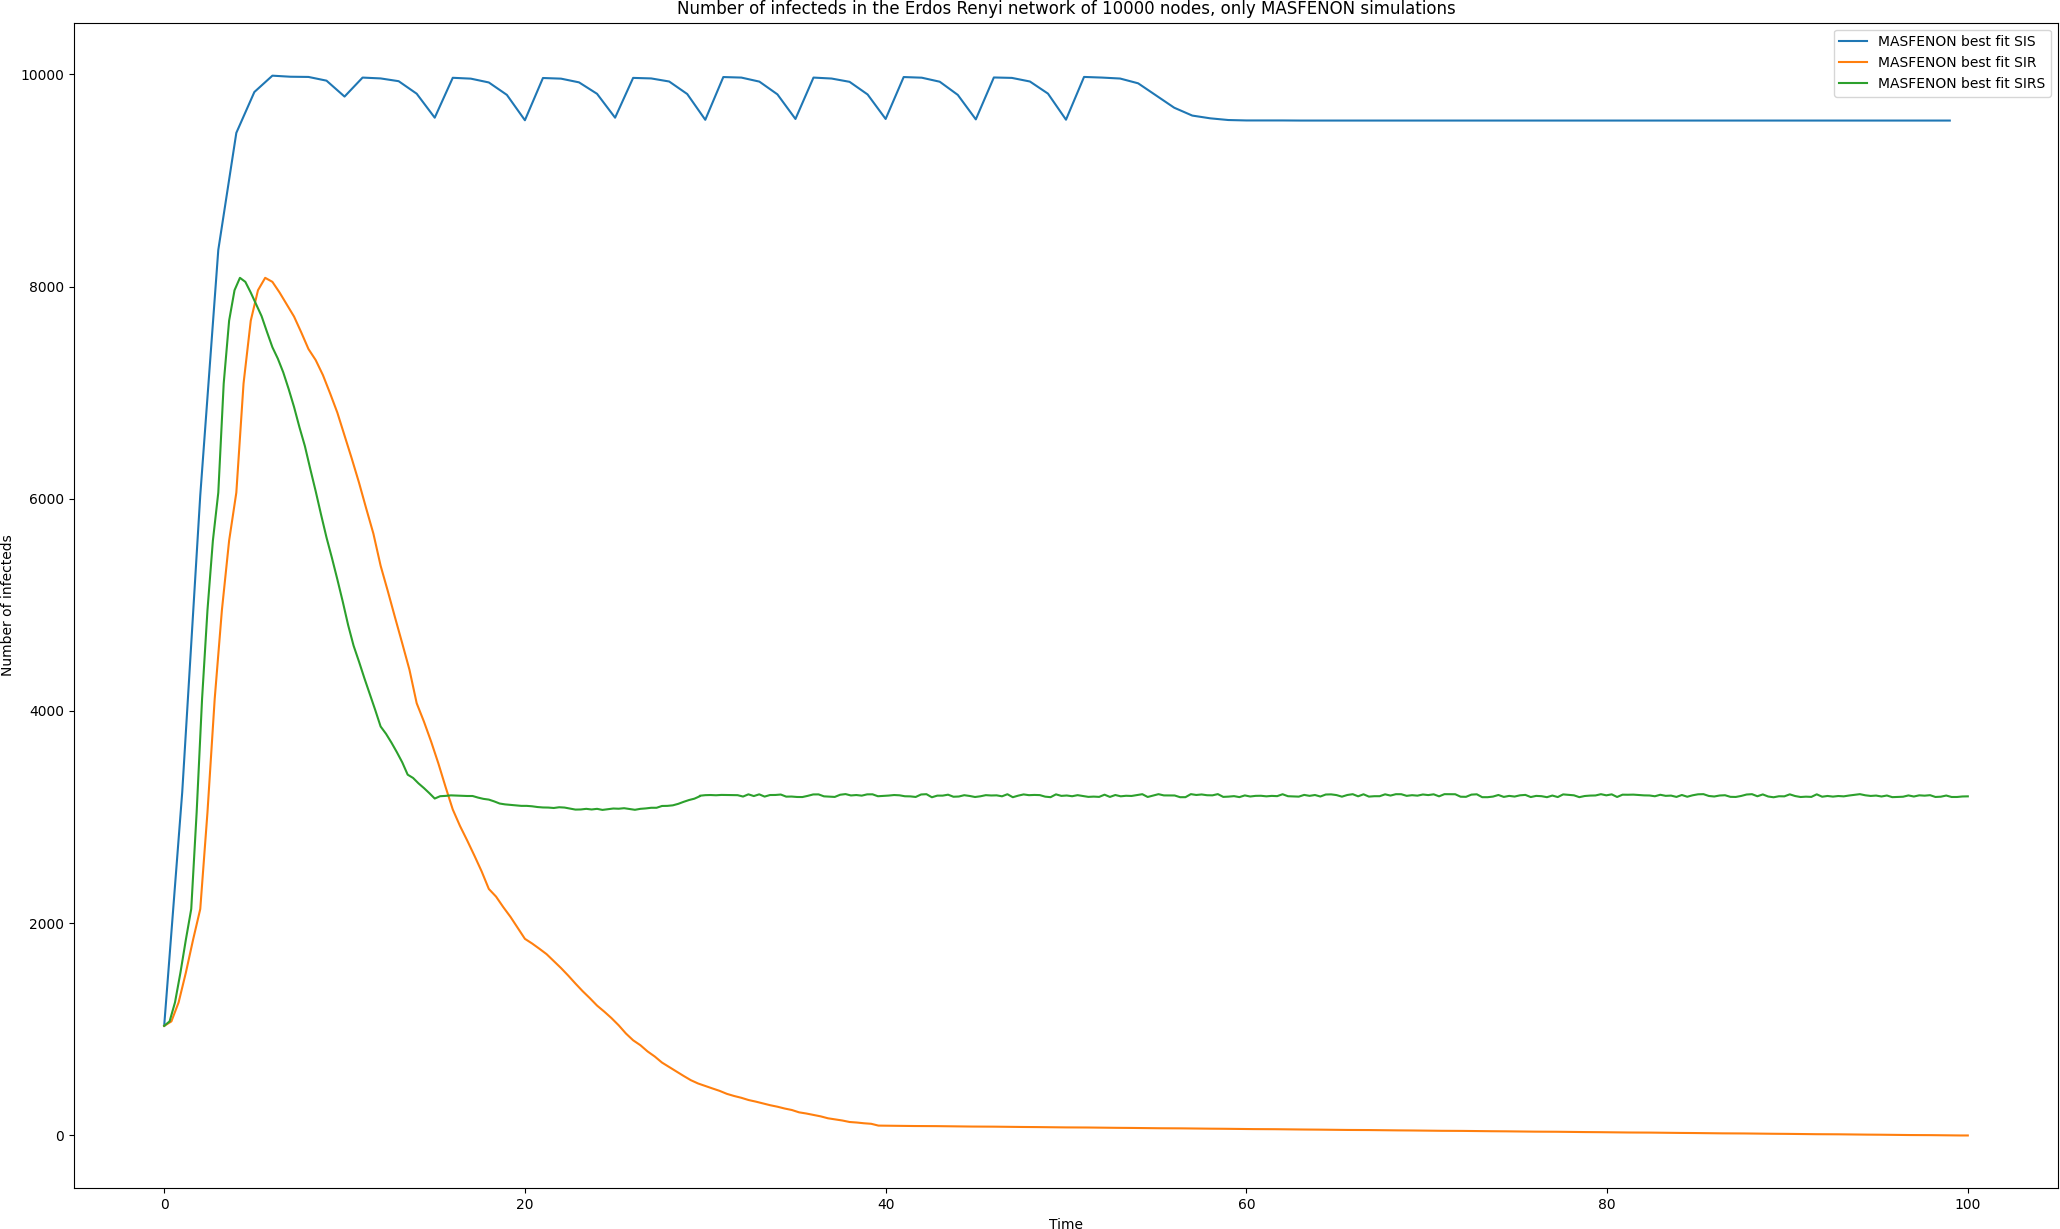 Number of infecteds in the Erdos Renyi network of 10000 nodes, only MASFENON simulations
MASFENON best fit SIS
MASFENON best fit SIR
MASFENON best fit SIRS
10000
8000
6000
4000
2000
0
Number of infecteds
0 20 40 60 80 100
Time